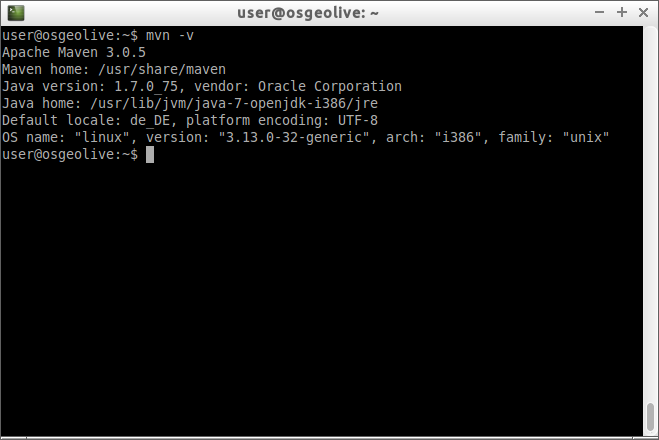 user@osgeolive: ~
user@osgeolive:~$ mvn -v
Apache Maven 3.0.5
Maven home: /usr/share/maven
Java version: 1.7.0_75, vendor: Oracle Corporation
Java home: /usr/lib/jvm/java-7-openjdk-i386/jre
Default locale: de_DE, platform encoding: UTF-8
OS name: "linux", version: "3.13.0-32-generic", arch: "i386", family: "unix"
user@osgeolive:~$